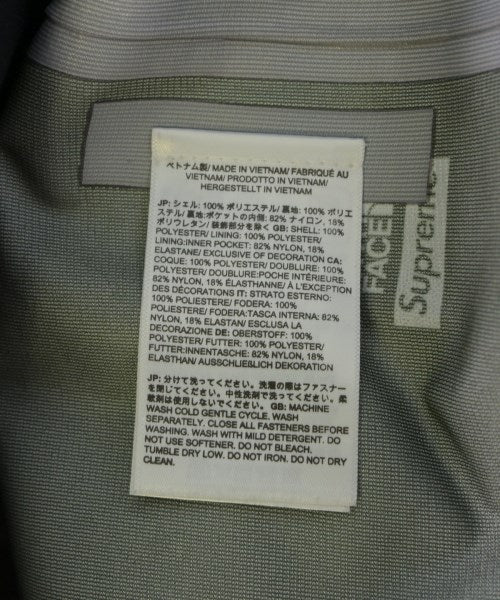 ベトナム製/ MADE IN VIETNAM/ FABRIQUÉ AU
VIETNAM/ PRODOTTO IN VIETNAM/
HERGESTELLT IN VIETNAM
JP: シェル: 100% ポリエステル/ 裏地: 100% ポリエ
ステル/ 裏地:ポケットの内側: 82% ナイロン, 18%
ポリウレタン/ 装飾部分を除く GB: SHELL: 100%
POLYESTER/ LINING: 100% POLYESTER/
LINING:INNER POCKET: 82% NYLON, 18%
ELASTANE/ EXCLUSIVE OF DECORATION CA:
COQUE: 100% POLYESTER/ DOUBLURE: 100%
POLYESTER/ DOUBLURE:POCHE INTÉRIEURE:
82% NYLON, 18% ÉLASTHANNE/ À L'EXCEPTION
DES DÉCORATIONS IT: STRATO ESTERNO:
100% POLIESTERE/ FODERA: 100%
POLIESTERE/ FODERA:TASCA INTERNA: 82%
NYLON, 18% ELASTAN/ ESCLUSA LA
DECORAZIONE DE: OBERSTOFF: 100%
POLYESTER/ FUTTER: 100% POLYESTER/
FUTTER:INNENTASCHE: 82% NYLON, 18%
ELASTHAN/ AUSSCHLIEßLICH DEKORATION
JP: 分けて洗ってください。洗濯の際はファスナー
を閉じてください。中性洗剤で洗ってください。柔
軟剤は使用しないでください。 GB: MACHINE
WASH COLD GENTLE CYCLE. WASH
SEPARATELY. CLOSE ALL FASTENERS BEFORE
WASHING. WASH WITH MILD DETERGENT. DO
NOT USE SOFTENER. DO NOT BLEACH.
TUMBLE DRY LOW. DO NOT IRON. DO NOT DRY
CLEAN.
FACE
Supreme